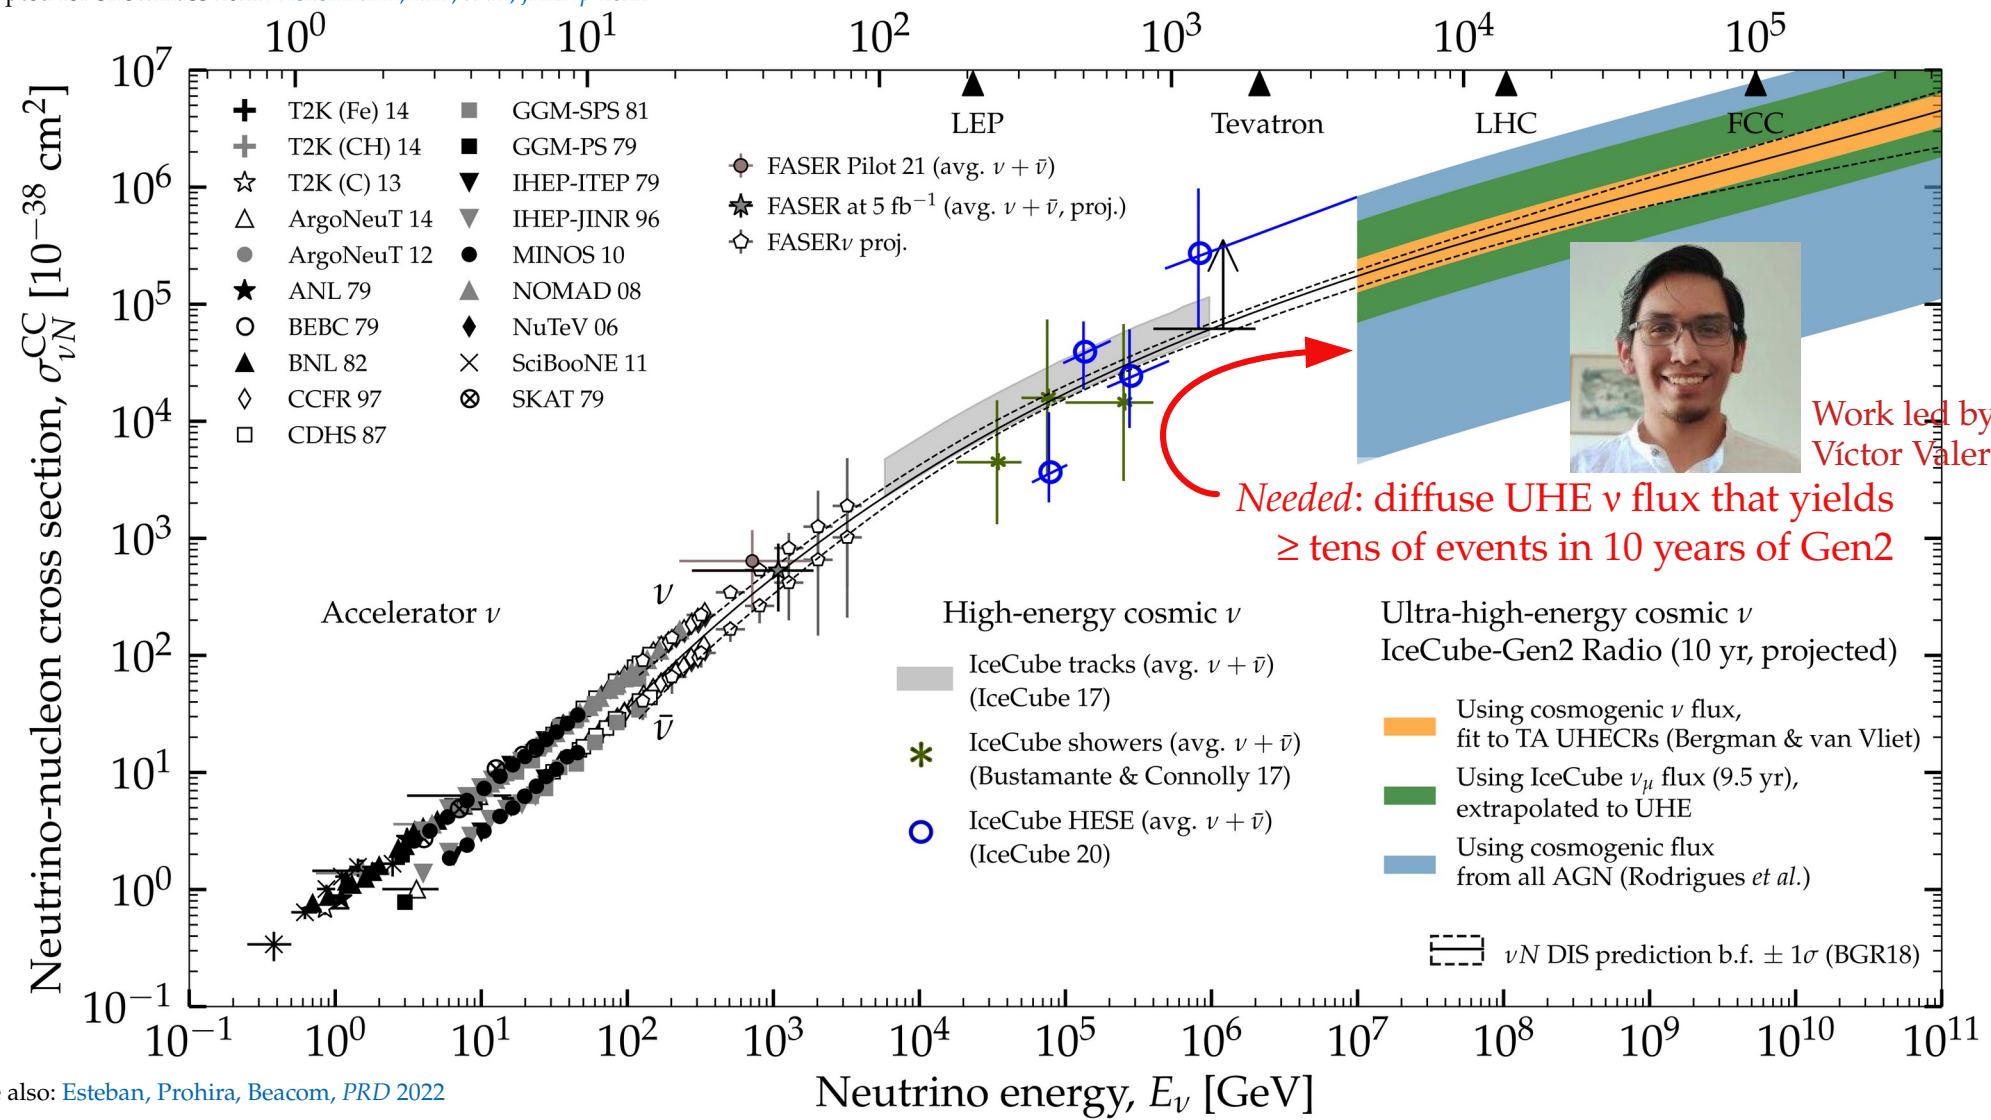 10^0 10^1 10^2 10^3 10^4 10^5
10^7
10^6
10^5
10^4
10^3
10^2
10^1
10^0
10^−1
Neutrino-nucleon cross section, σ^CC_νN [10^−38 cm^2]
LEP
Tevatron
LHC
FCC
T2K (Fe) 14
T2K (CH) 14
T2K (C) 13
ArgoNeuT 14
ArgoNeuT 12
ANL 79
BEBC 79
BNL 82
CCFR 97
CDHS 87
GGM-SPS 81
GGM-PS 79
IHEP-ITEP 79
IHEP-JINR 96
MINOS 10
NOMAD 08
NuTeV 06
SciBooNE 11
SKAT 79
FASER Pilot 21 (avg. ν + ν̄)
FASER at 5 fb^−1 (avg. ν + ν̄, proj.)
FASERν proj.
Work led by
Víctor Valer
Needed: diffuse UHE ν flux that yields
≥ tens of events in 10 years of Gen2
ν
ν̄
Accelerator ν
High-energy cosmic ν
IceCube tracks (avg. ν + ν̄)
(IceCube 17)
IceCube showers (avg. ν + ν̄)
(Bustamante & Connolly 17)
IceCube HESE (avg. ν + ν̄)
(IceCube 20)
Ultra-high-energy cosmic ν
IceCube-Gen2 Radio (10 yr, projected)
Using cosmogenic ν flux,
fit to TA UHECRs (Bergman & van Vliet)
Using IceCube ν_μ flux (9.5 yr),
extrapolated to UHE
Using cosmogenic flux
from all AGN (Rodrigues et al.)
νN DIS prediction b.f. ± 1σ (BGR18)
10^−1 10^0 10^1 10^2 10^3 10^4 10^5 10^6 10^7 10^8 10^9 10^10 10^11
Neutrino energy, E_ν [GeV]
also: Esteban, Prohira, Beacom, PRD 2022